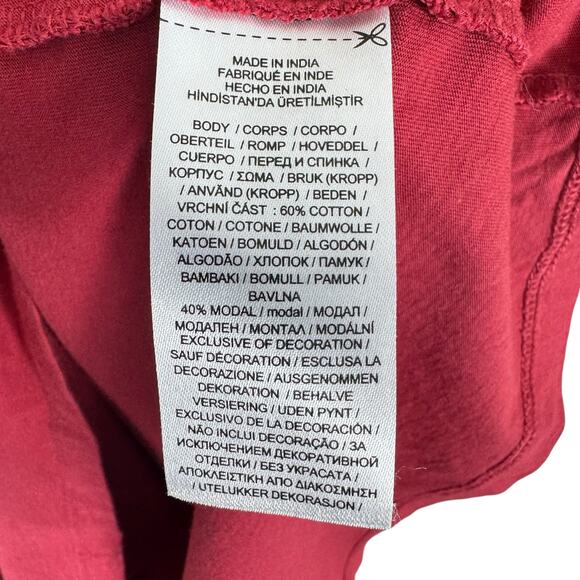 MADE IN INDIA
FABRIQUÉ EN INDE
HECHO EN INDIA
HİNDİSTAN'DA ÜRETİLMİŞTİR
BODY / CORPS / CORPO /
OBERTEIL / ROMP / HOVEDDEL /
CUERPO / ПЕРЕД И СПИНКА /
КОРПУС / ΣΩΜΑ / BRUK (KROPP)
/ ANVÄND (KROPP) / BEDEN /
VRCHNÍ ČÁST : 60% COTTON /
COTON / COTONE / BAUMWOLLE /
KATOEN / BOMULD / ALGODÓN /
ALGODÃO / ХЛОПОК / ПАМУК /
BAMBAKI / BOMULL / PAMUK /
BAVLNA
40% MODAL / modal / МОДАЛ /
МОДАЛЕН / ΜΟΝΤΑΛ / MODÁLNÍ
EXCLUSIVE OF DECORATION /
SAUF DÉCORATION / ESCLUSA LA
DECORAZIONE / AUSGENOMMEN
DEKORATION / BEHALVE
VERSIERING / UDEN PYNT /
EXCLUSIVO DE LA DECORACIÓN /
NÃO INCLUI DECORAÇÃO / ЗА
ИСКЛЮЧЕНИЕМ ДЕКОРАТИВНОЙ
ОТДЕЛКИ / БЕЗ УКРАСАТА /
ΑΠΟΚΛΕΙΣΤΙΚΗ ΑΠΟ ΔΙΑΚΟΣΜΗΣΗ
/ UTELUKKER DEKORASJON /